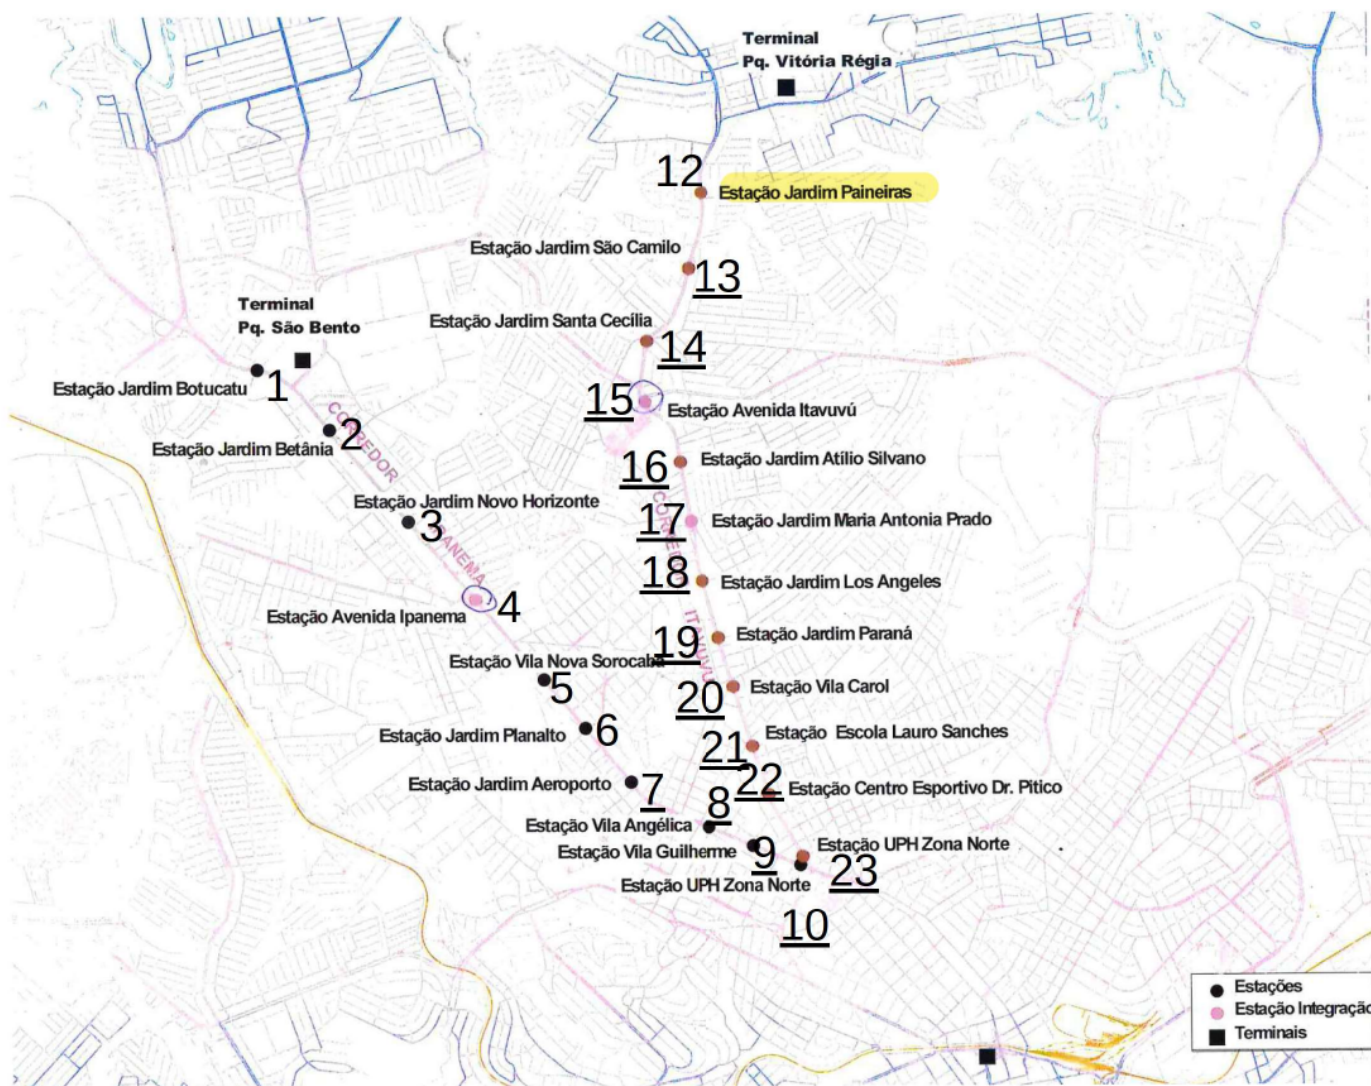 Terminal
Pq. Vitória Régia
12
Estação Jardim Paineiras
Estação Jardim São Camilo
13
Terminal
Pq. São Bento
Estação Jardim Santa Cecília
14
Estação Jardim Botucatu
1
15
Estação Avenida Itavuvú
CORREDOR
2
Estação Jardim Betânia
16
Estação Jardim Atílio Silvano
Estação Jardim Novo Horizonte
3
IPANEMA
CORREDOR
17
Estação Jardim Maria Antonia Prado
18
Estação Jardim Los Angeles
4
Estação Avenida Ipanema
ITAVUVU
19
Estação Jardim Paraná
Estação Vila Nova Sorocaba
5
20
Estação Vila Carol
6
Estação Jardim Planalto
21
Estação Escola Lauro Sanches
Estação Jardim Aeroporto
7
22
Estação Centro Esportivo Dr. Pitico
8
Estação Vila Angélica
Estação Vila Guilherme
9
Estação UPH Zona Norte
23
Estação UPH Zona Norte
10
Estações
Estação Integração
Terminais